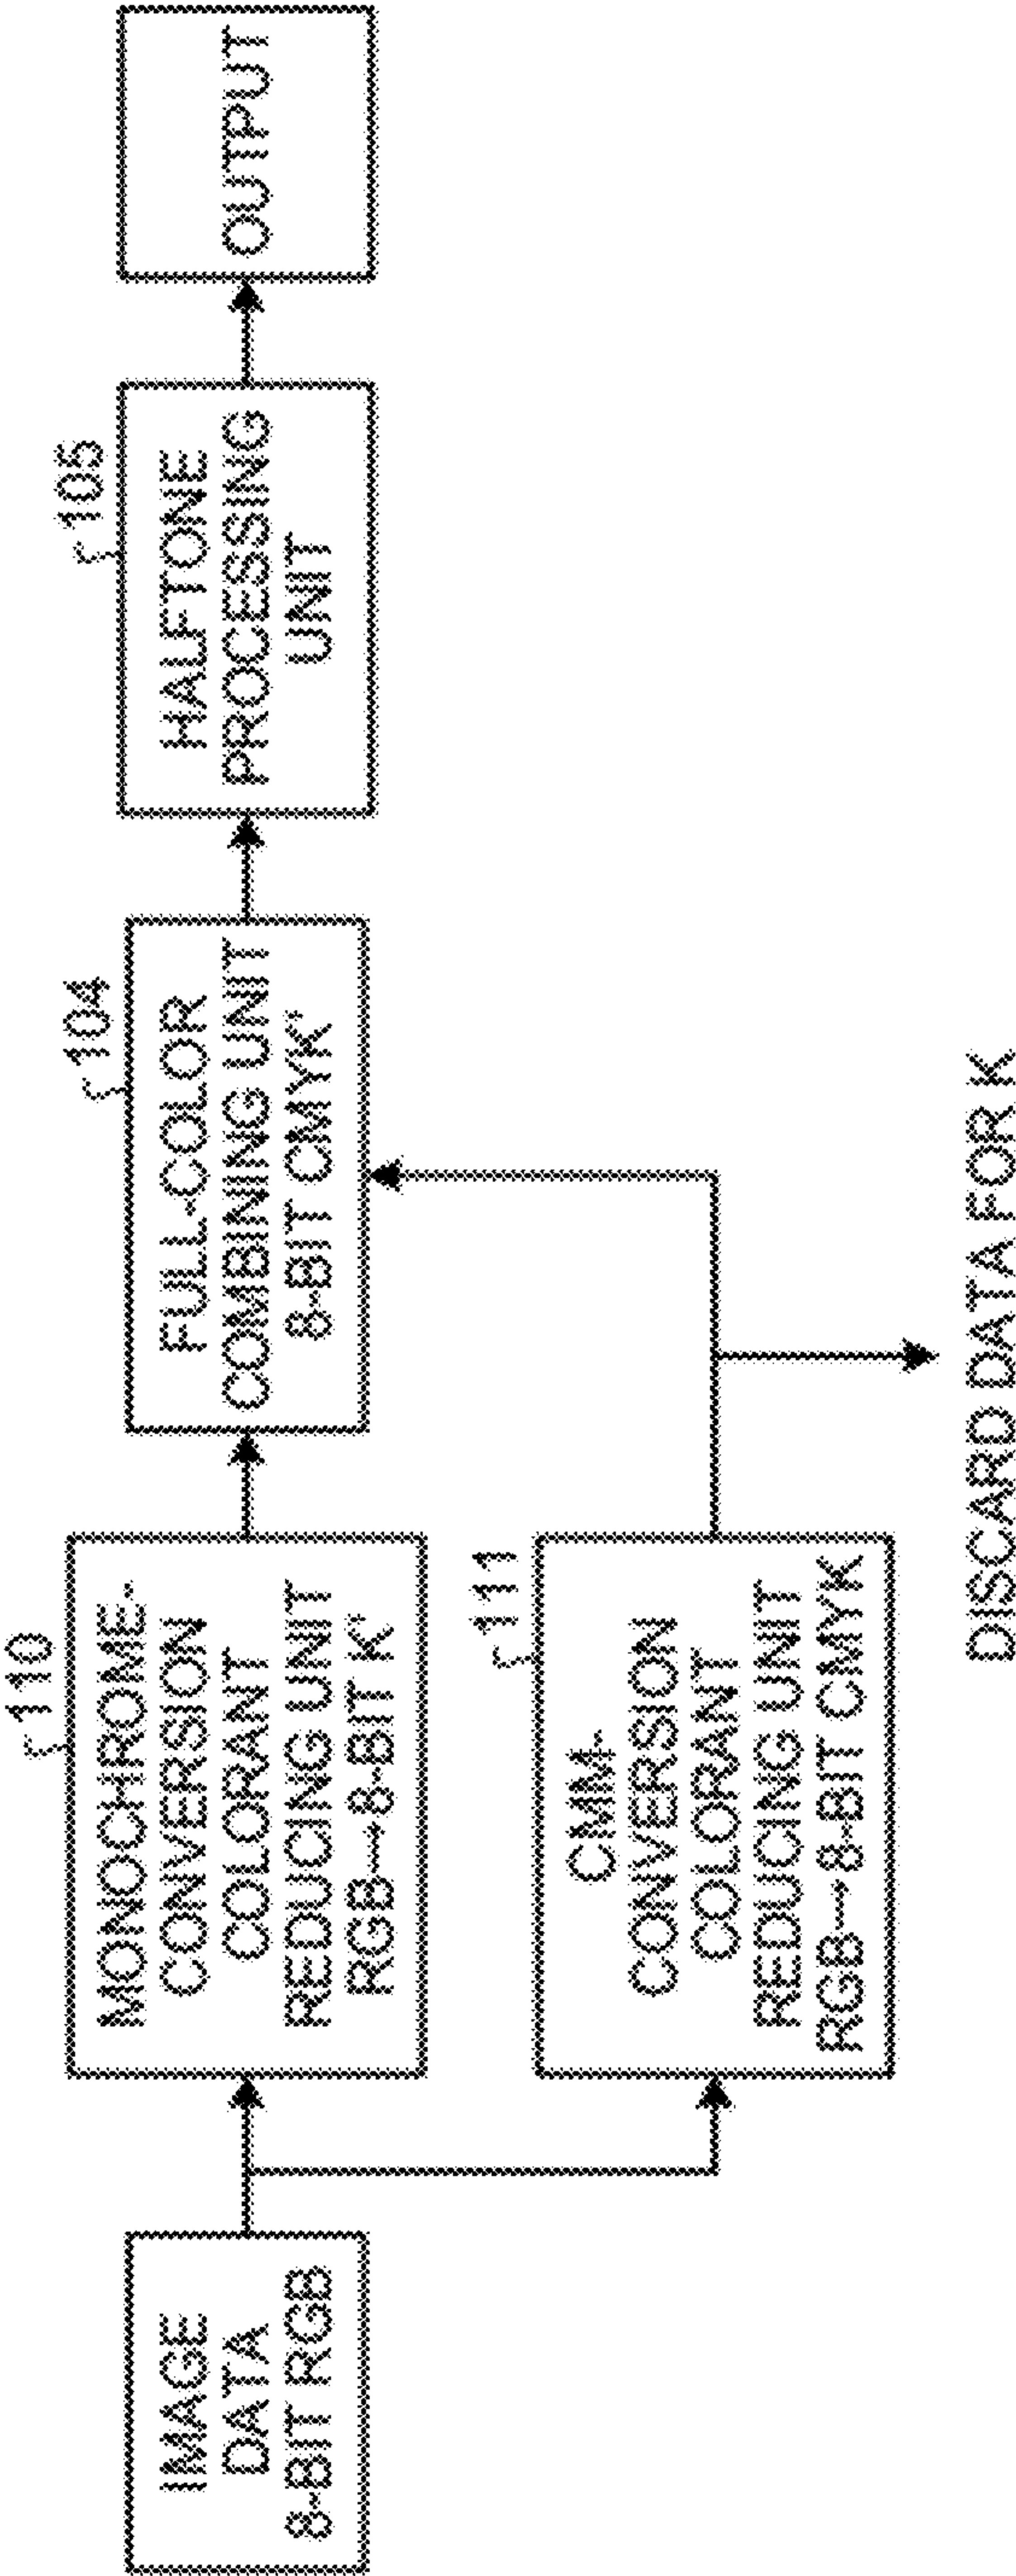 IMAGE
DATA
8-BIT RGB
110
MONOCHROME-
CONVERSION
COLORANT
REDUCING UNIT
RGB→8-BIT K'
111
CMM-
CONVERSION
COLORANT
REDUCING UNIT
RGB→8-BIT CMYK
DISCARD DATA FOR K
104
FULL-COLOR
COMBINING UNIT
8-BIT CMYK'
105
HALFTONE
PROCESSING
UNIT
OUTPUT